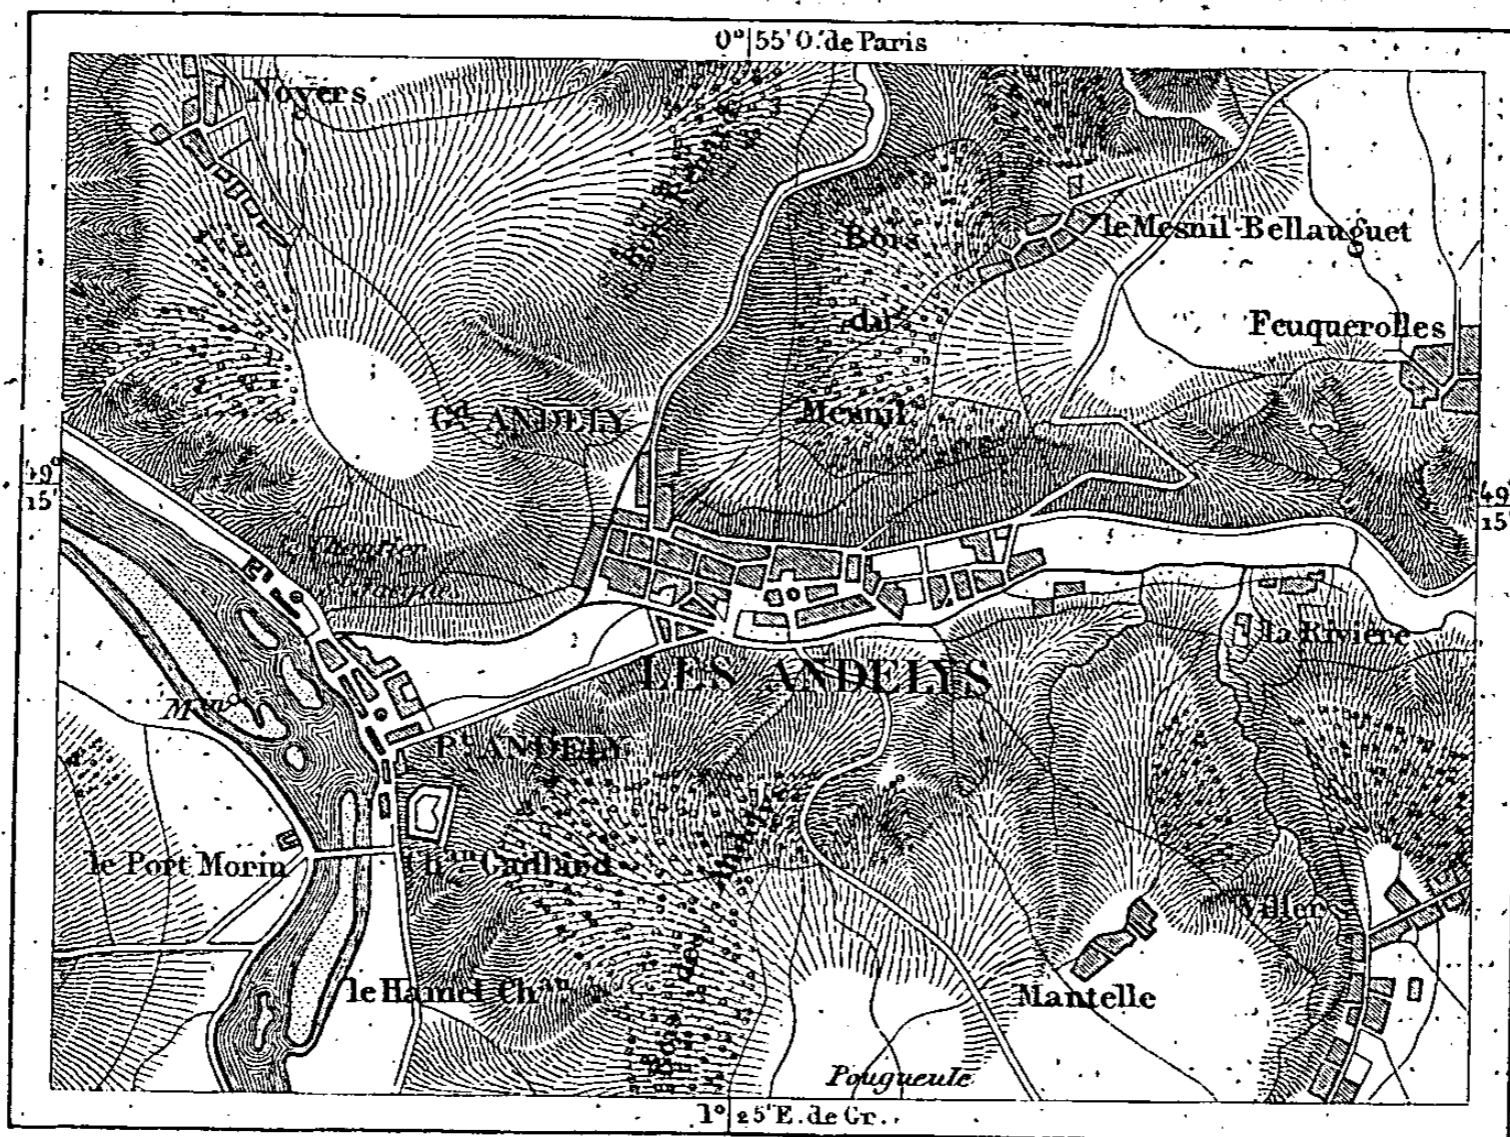 0° 55' O. de Paris
Noyers
Bois
le Mesnil-Bellauguet
du
Feuquerolles
Mesnil
Gd ANDELY
49°
15'
49°
15'
LES ANDELYS
la Rivière
Mon
Pt ANDELY
le Port Morin
Chau Gaillard
Villers
le Hamel Chau
Mantelle
Pougueule
1° 25' E. de Gr.